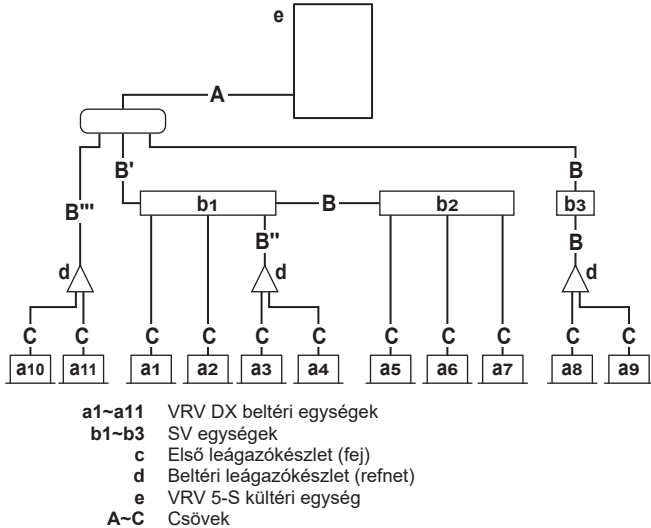 e
A
B'
B
B'''
b1
B
b2
b3
B''
B
d
d
d
C C C C C C C C C C C
a10 a11 a1 a2 a3 a4 a5 a6 a7 a8 a9
a1~a11 VRV DX beltéri egységek
b1~b3 SV egységek
c Első leágazókészlet (fej)
d Beltéri leágazókészlet (refnet)
e VRV 5-S kültéri egység
A~C Csövek